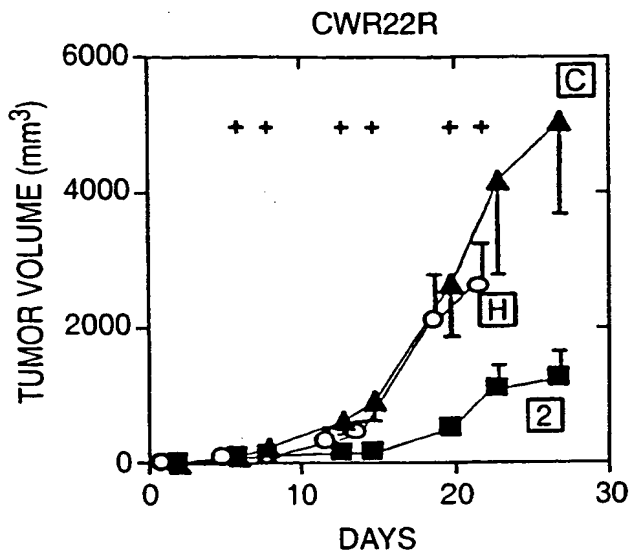 CWR22R
6000
C
+ + + + + +
TUMOR VOLUME (mm³)
4000
H
2000
2
0
0 10 20 30
DAYS